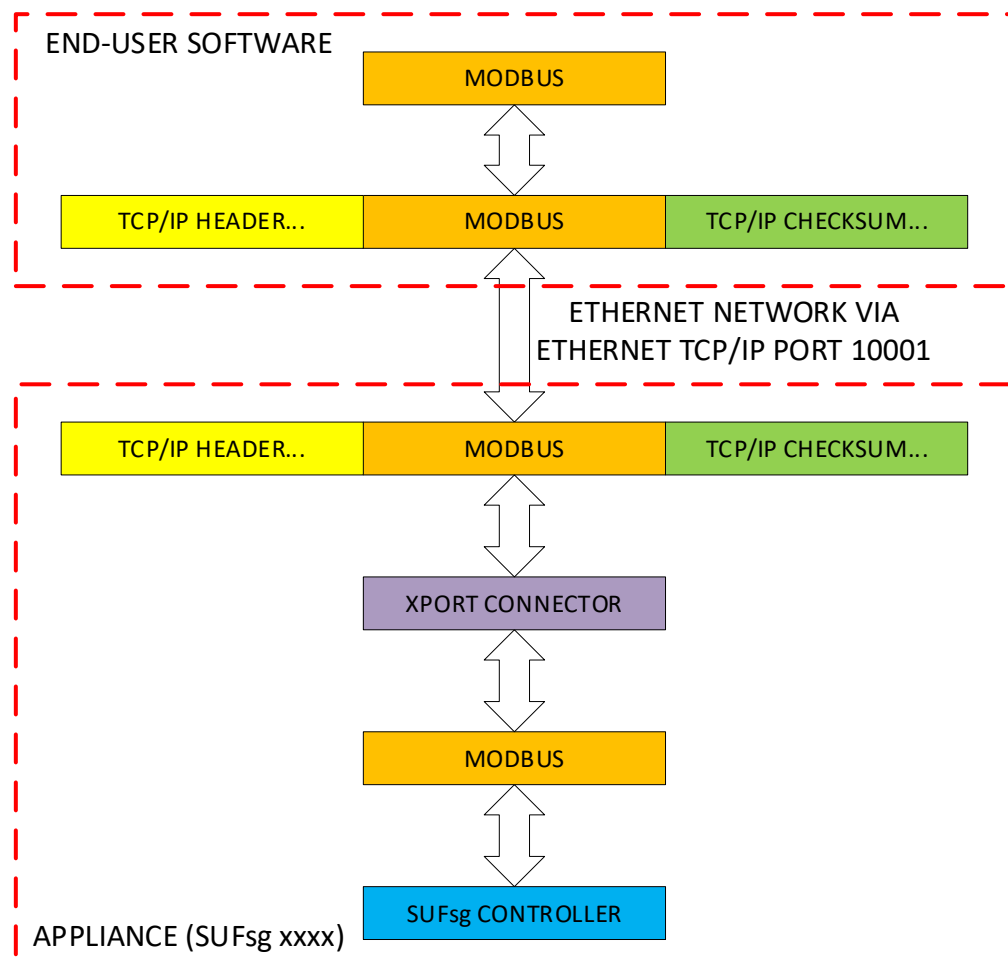 END-USER SOFTWARE
MODBUS
TCP/IP HEADER... MODBUS TCP/IP CHECKSUM...
ETHERNET NETWORK VIA
ETHERNET TCP/IP PORT 10001
TCP/IP HEADER... MODBUS TCP/IP CHECKSUM...
XPORT CONNECTOR
MODBUS
SUFsg CONTROLLER
APPLIANCE (SUFsg xxxx)